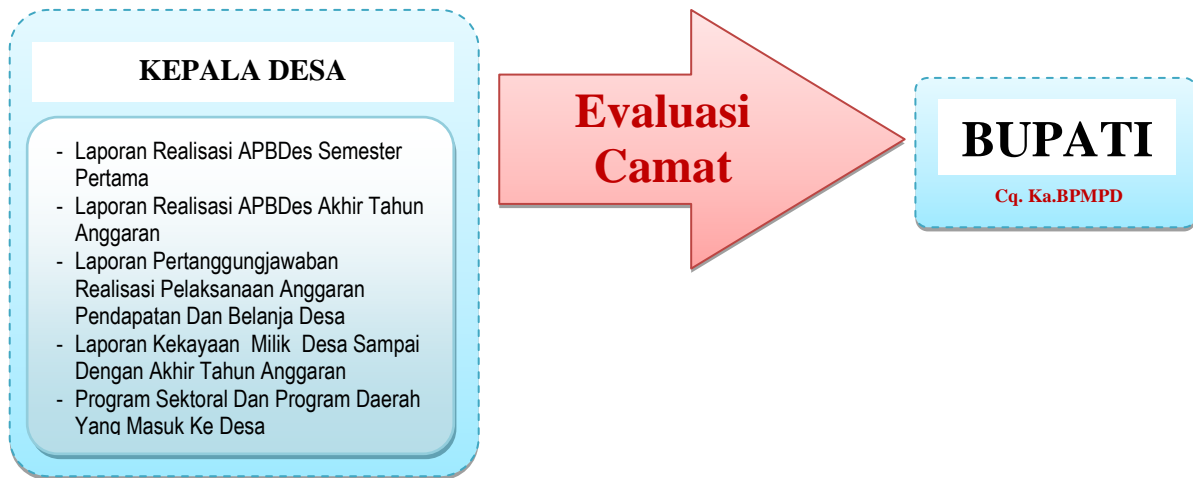 KEPALA DESA
- Laporan Realisasi APBDes Semester
Pertama
- Laporan Realisasi APBDes Akhir Tahun
Anggaran
- Laporan Pertanggungjawaban
Realisasi Pelaksanaan Anggaran
Pendapatan Dan Belanja Desa
- Laporan Kekayaan Milik Desa Sampai
Dengan Akhir Tahun Anggaran
- Program Sektoral Dan Program Daerah
Yang Masuk Ke Desa
Evaluasi
Camat
BUPATI
Cq. Ka.BPMPD